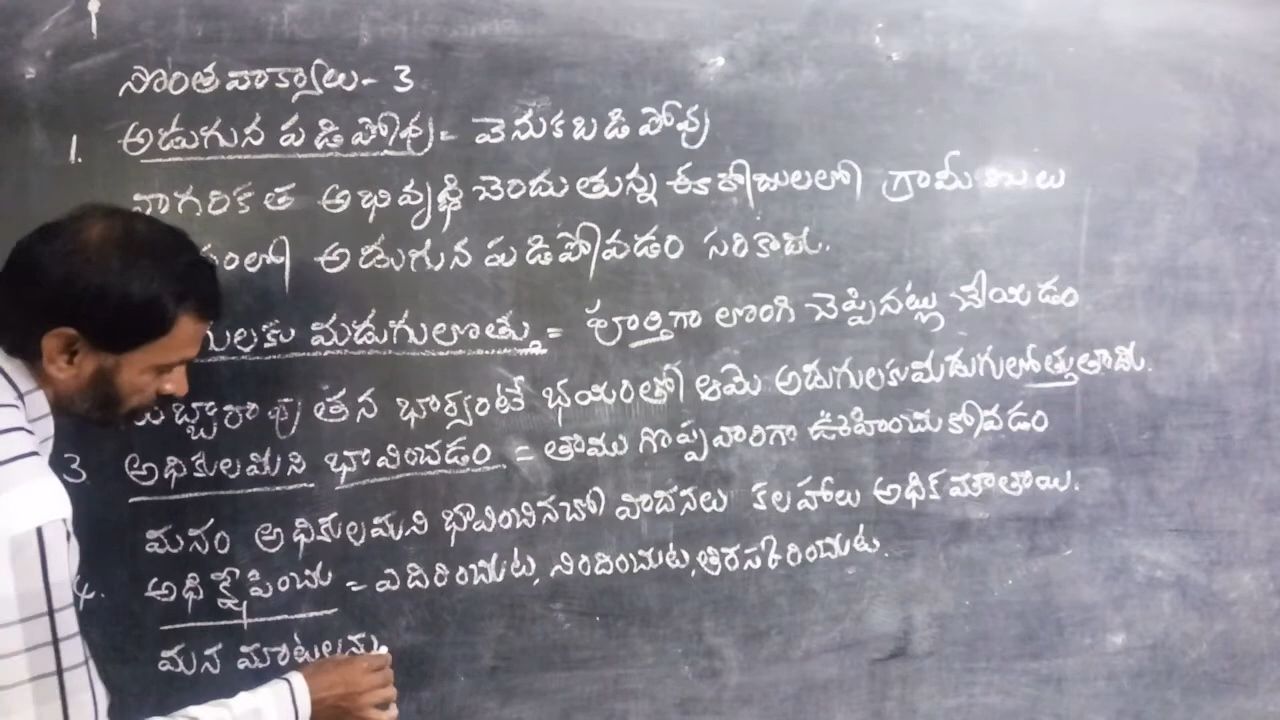 సొంతవాక్యాలు - 3
1. అడుగున పడిపోవు = వెనుకబడి పోవు
నాగరికత అభివృద్ధి చెందుతున్న ఈ రోజులలో
అడుగున పడిపోవడం సరికాదు.
మడుగులొత్తు = పూర్తిగా లొంగి చెప్పినట్లు చేయడం
సుబ్బారావు తన భార్యంటే భయంతో ఆమె అడుగులకుమడుగులోత్తుతాడు.
3. అధికులమని భావించడం = తాము గొప్పవారిగా ఊహించుకోవడం
మనం అధికులమని భావించినచో వాదనలు కలహాలు అధికమౌతాయి.
4. అధిక్షేపించు = ఎదిరించుట, నిందించుట, తిరస్కరించుట.
మన మాటలను